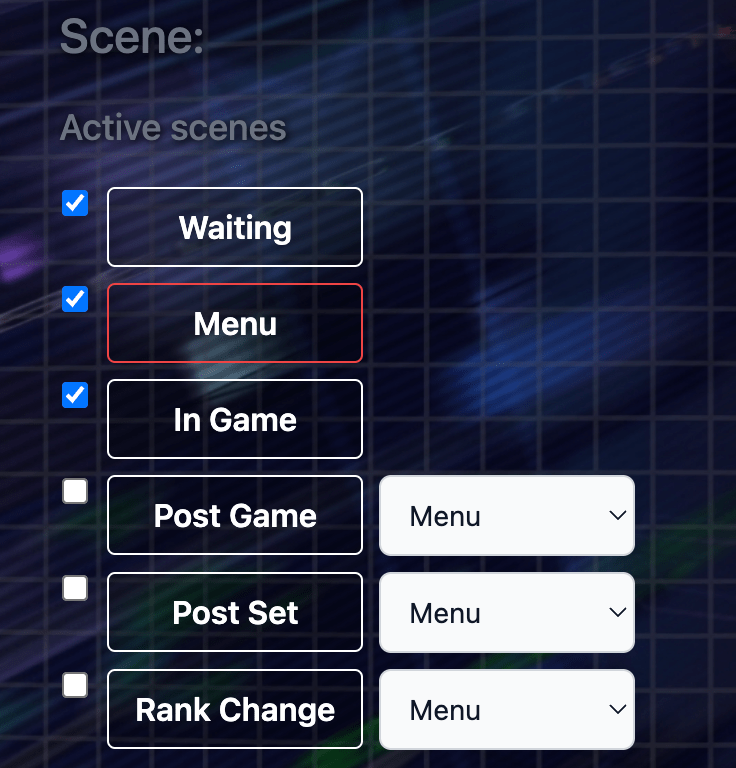 Scene:
Active scenes
Waiting
Menu
In Game
Post Game Menu
Post Set Menu
Rank Change Menu